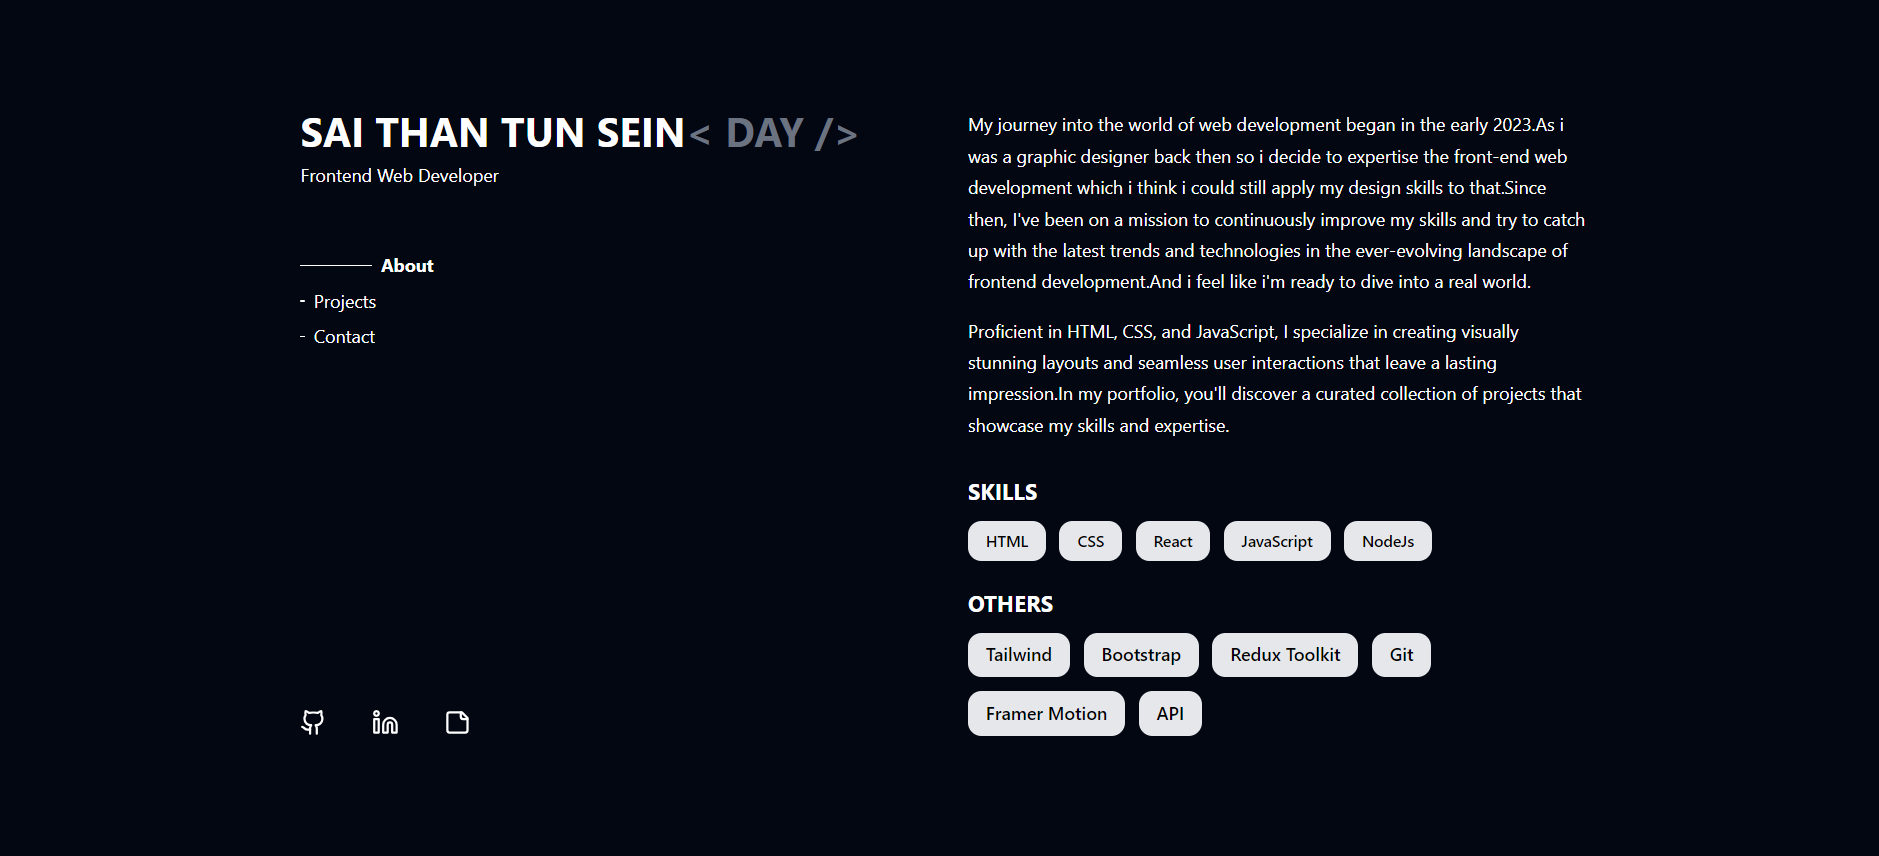 SAI THAN TUN SEIN< DAY />
Frontend Web Developer
About
- Projects
- Contact
My journey into the world of web development began in the early 2023.As i
was a graphic designer back then so i decide to expertise the front-end web
development which i think i could still apply my design skills to that.Since
then, I've been on a mission to continuously improve my skills and try to catch
up with the latest trends and technologies in the ever-evolving landscape of
frontend development.And i feel like i'm ready to dive into a real world.
Proficient in HTML, CSS, and JavaScript, I specialize in creating visually
stunning layouts and seamless user interactions that leave a lasting
impression.In my portfolio, you'll discover a curated collection of projects that
showcase my skills and expertise.
SKILLS
HTML CSS React JavaScript NodeJs
OTHERS
Tailwind Bootstrap Redux Toolkit Git
Framer Motion API